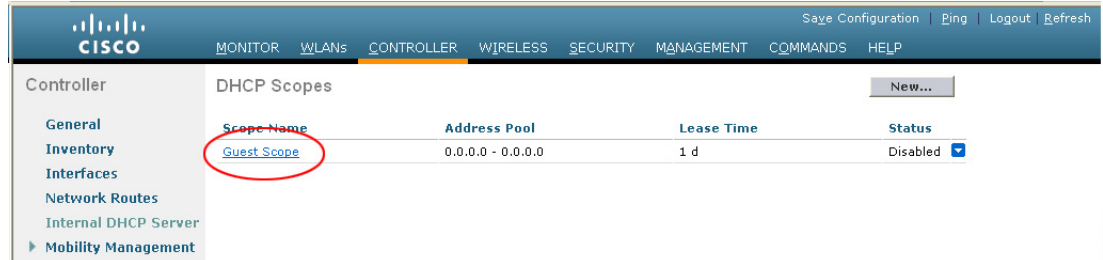 Save Configuration | Ping | Logout | Refresh
CISCO
MONITOR WLANs CONTROLLER WIRELESS SECURITY MANAGEMENT COMMANDS HELP
Controller
General
Inventory
Interfaces
Network Routes
Internal DHCP Server
Mobility Management
DHCP Scopes
New...
Scope Name Address Pool Lease Time Status
Guest Scope 0.0.0.0 - 0.0.0.0 1 d Disabled